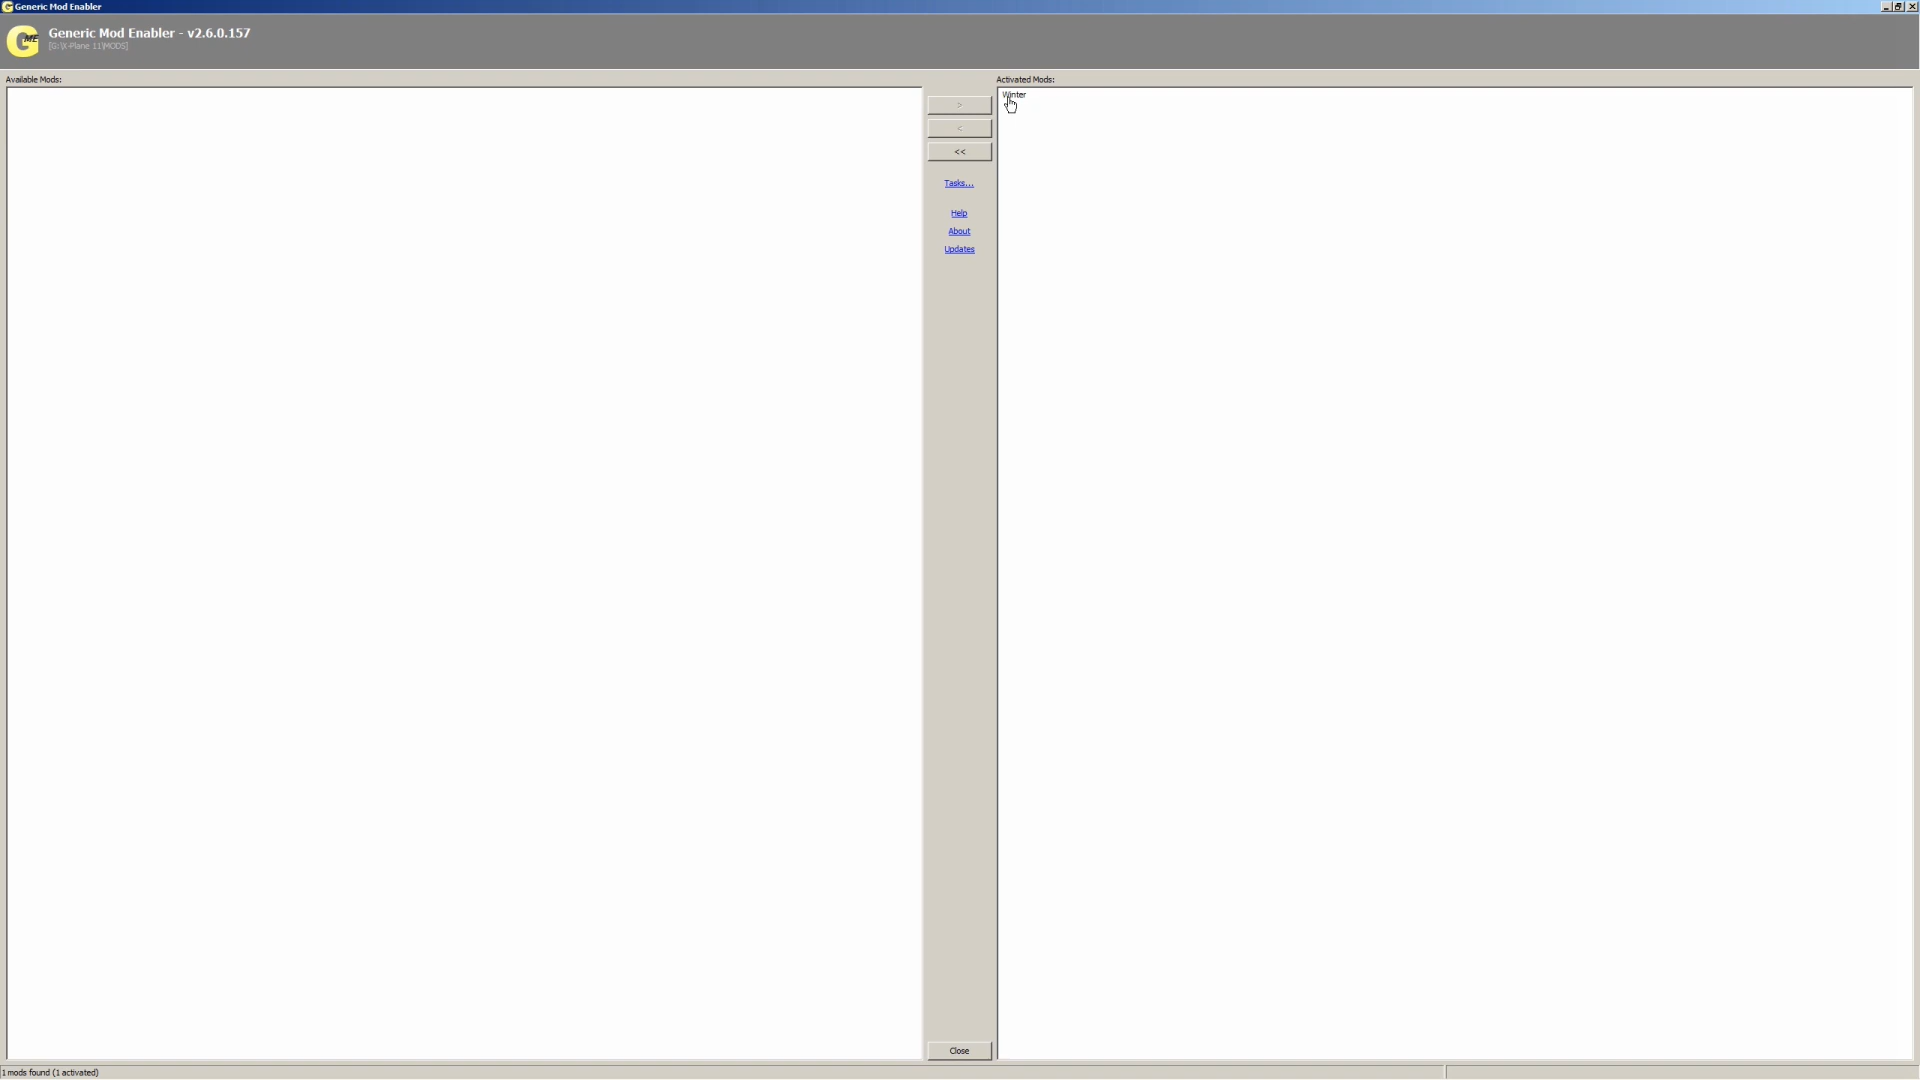 Generic Mod Enabler
Generic Mod Enabler - v2.6.0.157
[G:\X-Plane 11\MODS]
Available Mods:
Activated Mods:
Winter
>
<
<<
Tasks...
Help
About
Updates
Close
1 mods found (1 activated)